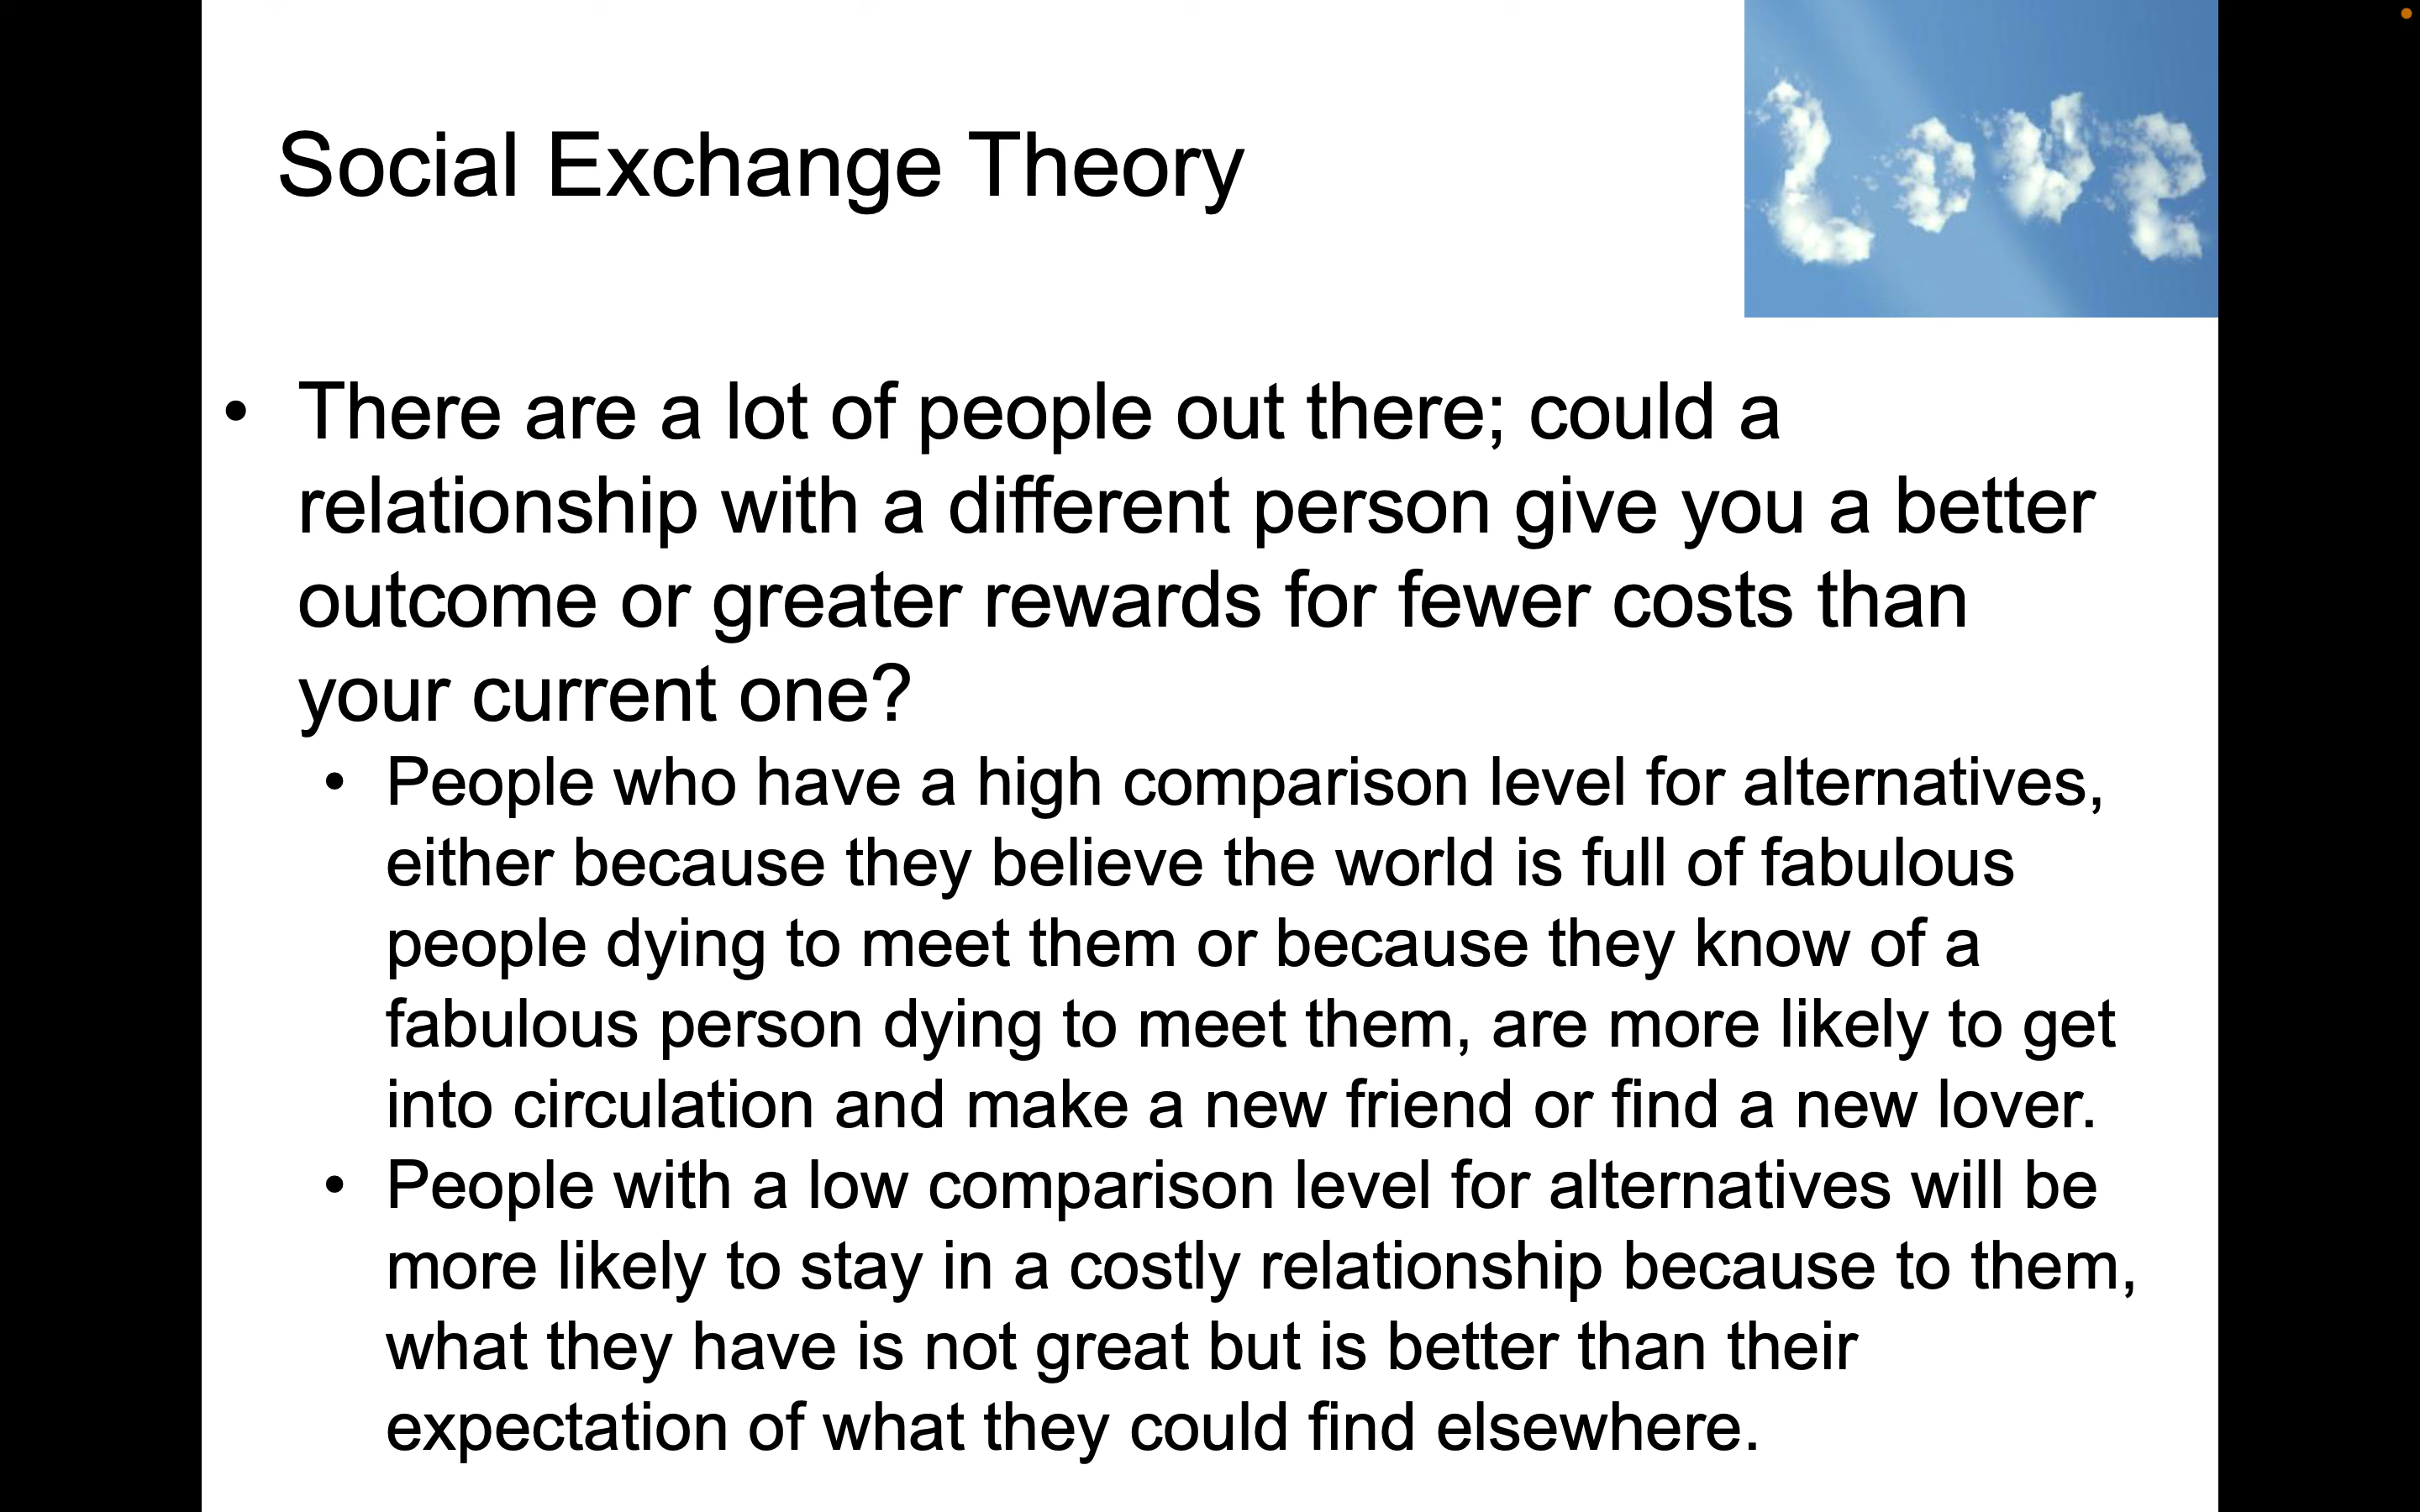 Social Exchange Theory
Love
• There are a lot of people out there; could a
relationship with a different person give you a better
outcome or greater rewards for fewer costs than
your current one?
• People who have a high comparison level for alternatives,
either because they believe the world is full of fabulous
people dying to meet them or because they know of a
fabulous person dying to meet them, are more likely to get
into circulation and make a new friend or find a new lover.
• People with a low comparison level for alternatives will be
more likely to stay in a costly relationship because to them,
what they have is not great but is better than their
expectation of what they could find elsewhere.